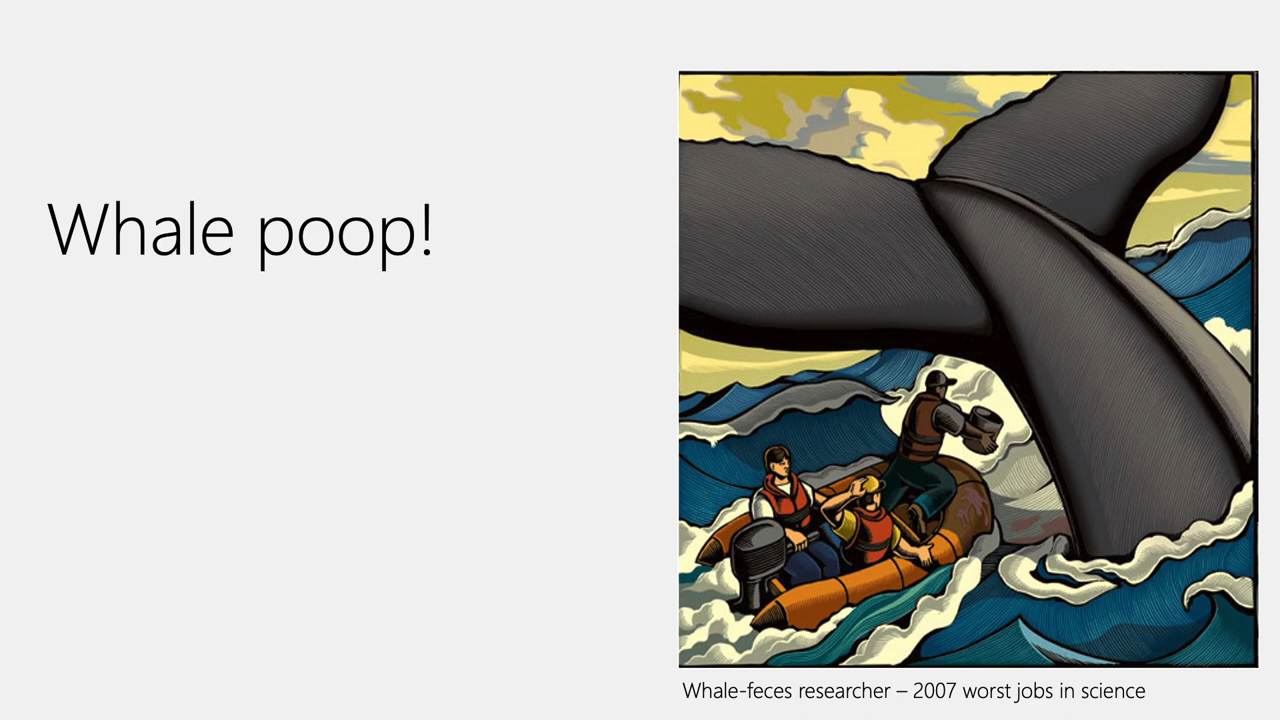 Whale poop!
Whale-feces researcher – 2007 worst jobs in science